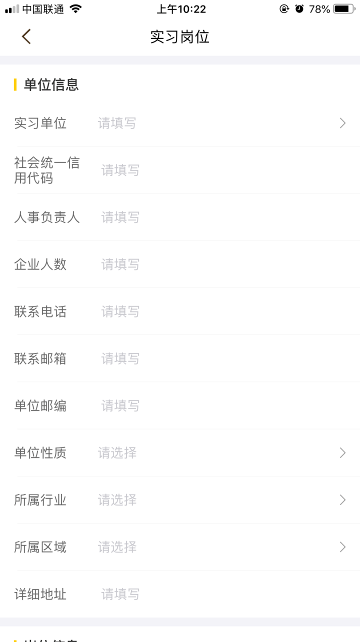 中国联通 上午10:22 78%
实习岗位
单位信息
实习单位 请填写
社会统一信
用代码 请填写
人事负责人 请填写
企业人数 请填写
联系电话 请填写
联系邮箱 请填写
单位邮编 请填写
单位性质 请选择
所属行业 请选择
所属区域 请选择
详细地址 请填写